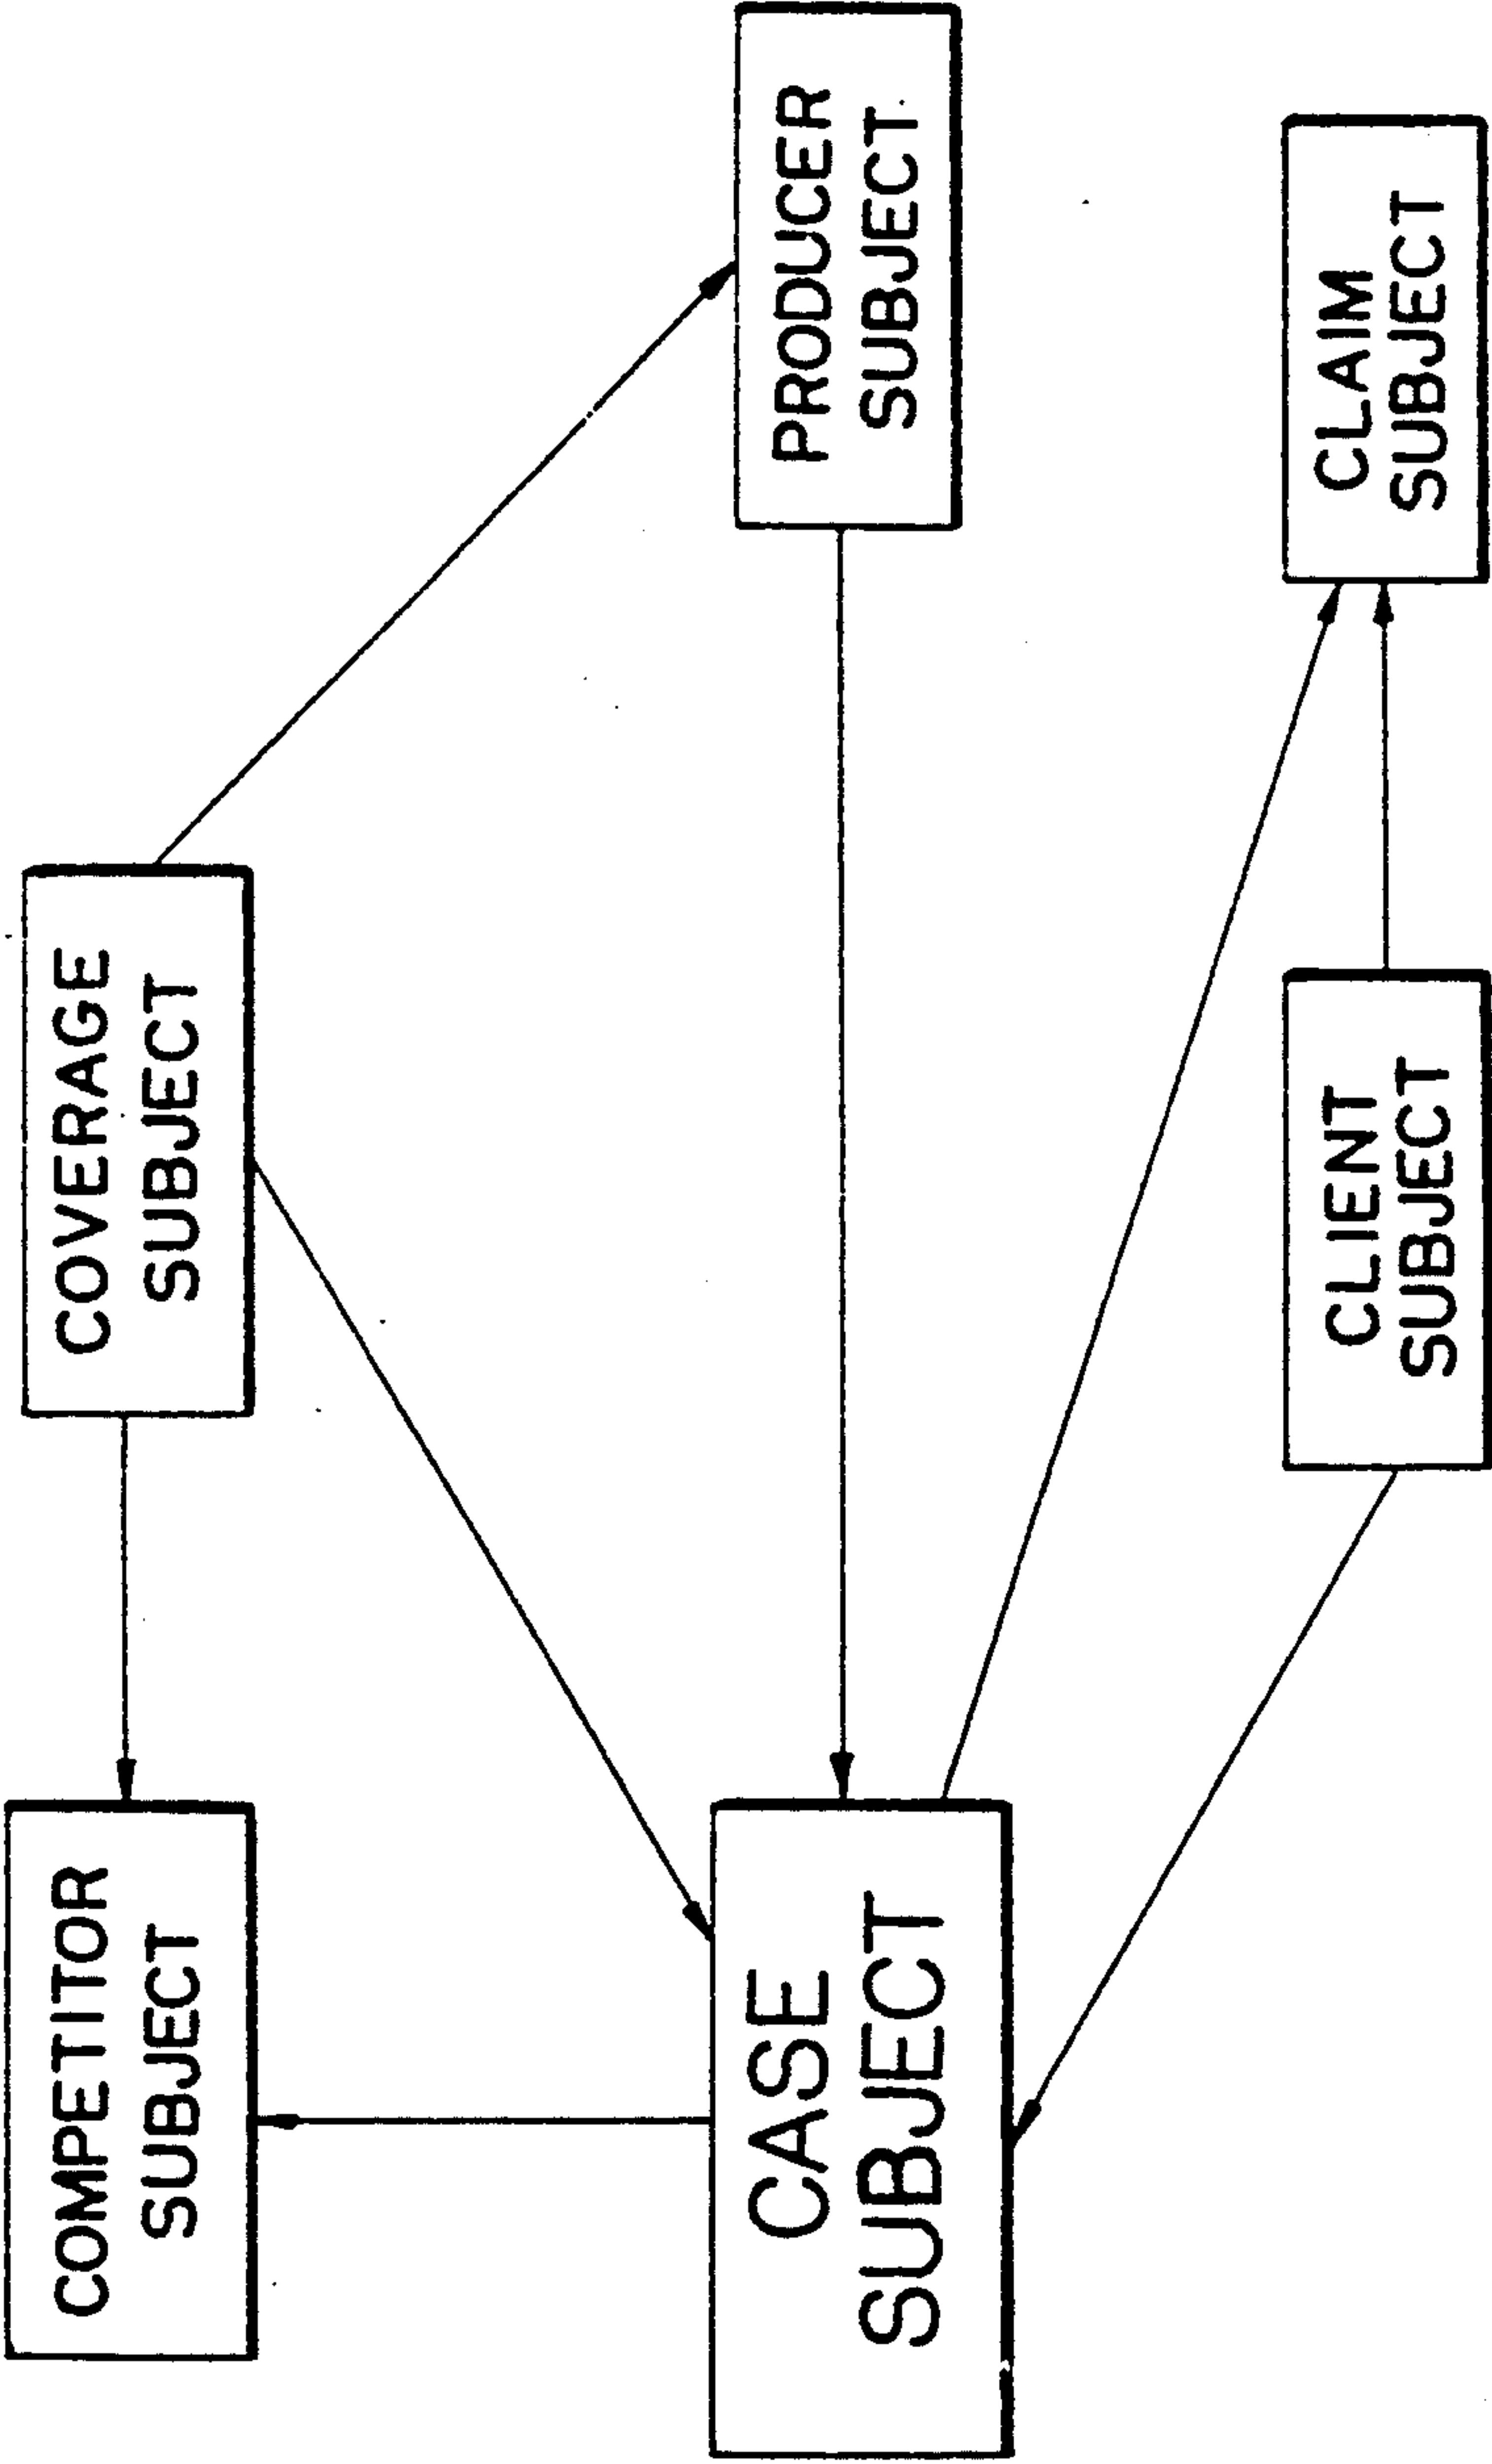 COMPETITOR
SUBJECT
COVERAGE
SUBJECT
CASE
SUBJECT
PRODUCER
SUBJECT
CLIENT
SUBJECT
CLAIM
SUBJECT